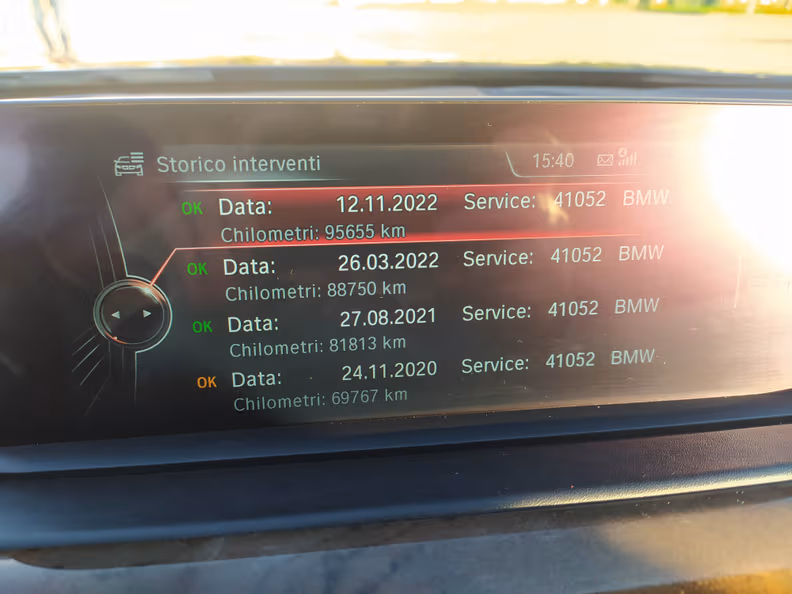 Storico interventi 15:40
OK Data: 12.11.2022 Service: 41052 BMW
Chilometri: 95655 km
OK Data: 26.03.2022 Service: 41052 BMW
Chilometri: 88750 km
OK Data: 27.08.2021 Service: 41052 BMW
Chilometri: 81813 km
OK Data: 24.11.2020 Service: 41052 BMW
Chilometri: 69767 km